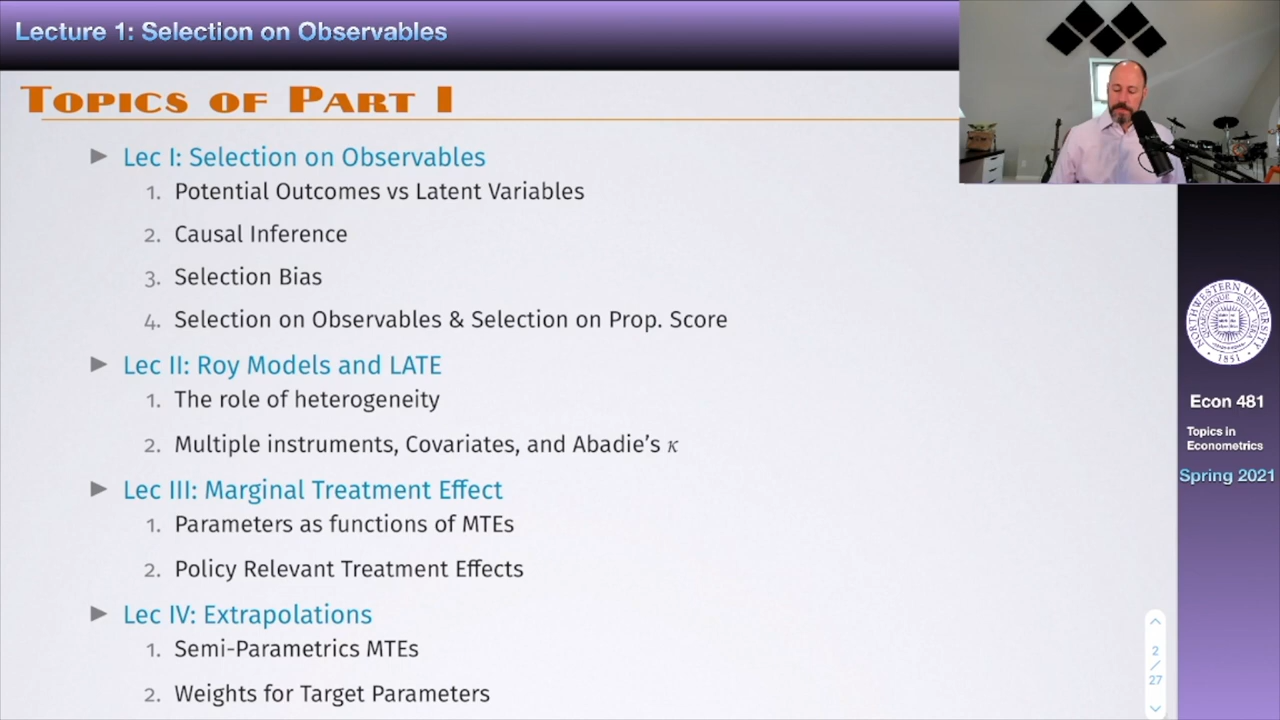 Lecture 1: Selection on Observables
Topics of Part I
Lec I: Selection on Observables
1. Potential Outcomes vs Latent Variables
2. Causal Inference
3. Selection Bias
4. Selection on Observables & Selection on Prop. Score
Lec II: Roy Models and LATE
1. The role of heterogeneity
2. Multiple instruments, Covariates, and Abadie's κ
Lec III: Marginal Treatment Effect
1. Parameters as functions of MTEs
2. Policy Relevant Treatment Effects
Lec IV: Extrapolations
1. Semi-Parametrics MTEs
2. Weights for Target Parameters
NORTHWESTERN UNIVERSITY
1851
Econ 481
Topics in
Econometrics
Spring 2021
2
/
27